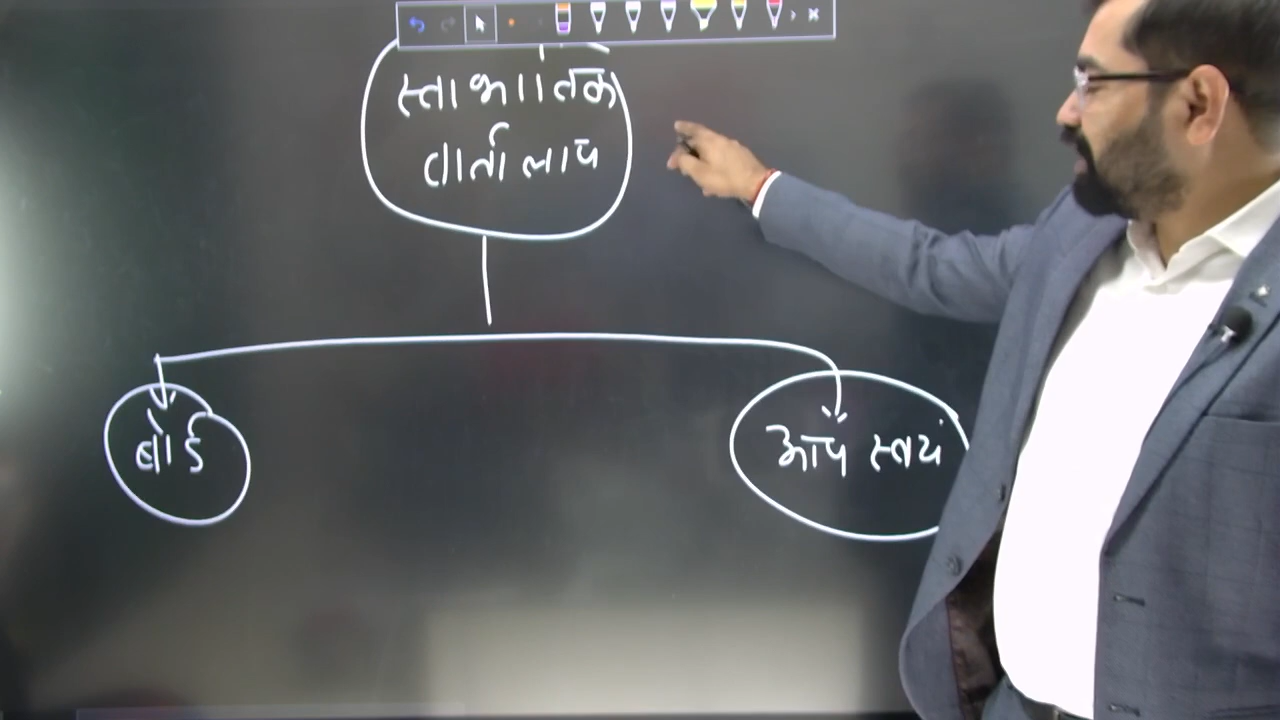 स्वाभाविक
वार्तालाप
बोर्ड
आप स्वयं